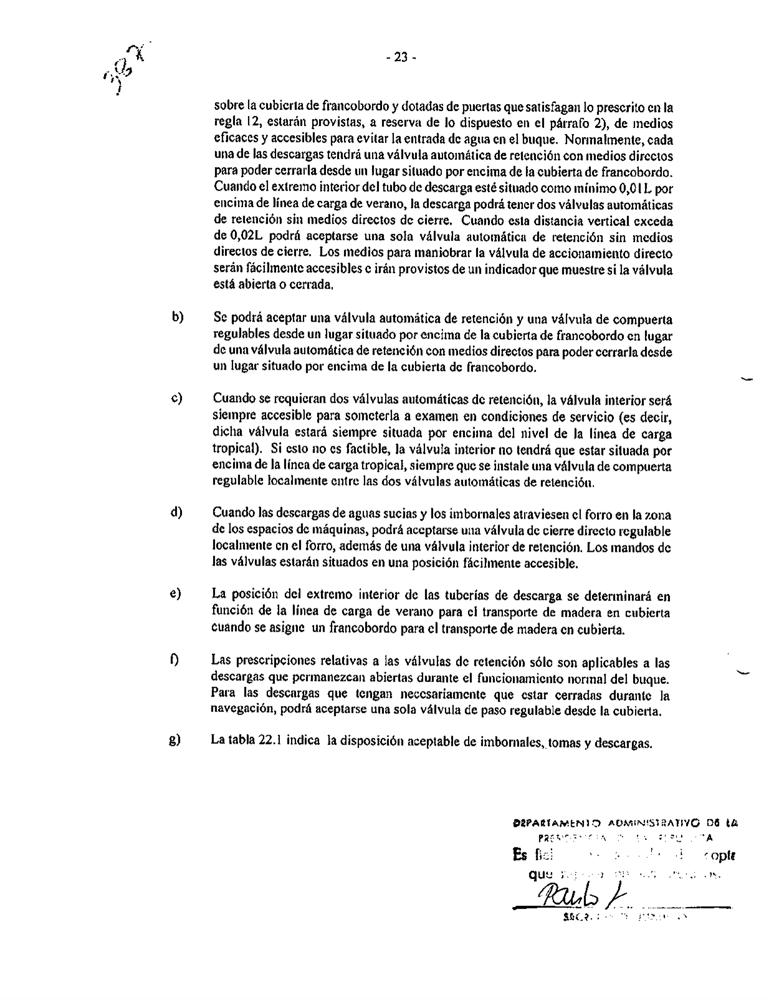 - 23 -
sobre la cubierta de francobordo y dotadas de puertas que satisfagan lo prescrito en la
regla 12, estarán provistas, a reserva de lo dispuesto en el párrafo 2), de medios
eficaces y accesibles para evitar la entrada de agua en el buque. Normalmente, cada
una de las descargas tendrá una válvula automática de retención con medios directos
para poder cerrarla desde un lugar situado por encima de la cubierta de francobordo.
Cuando el extremo interior del tubo de descarga esté situado como mínimo 0,01L por
encima de línea de carga de verano, la descarga podrá tener dos válvulas automáticas
de retención sin medios directos de cierre. Cuando esta distancia vertical exceda
de 0,02L podrá aceptarse una sola válvula automática de retención sin medios
directos de cierre. Los medios para maniobrar la válvula de accionamiento directo
serán fácilmente accesibles e irán provistos de un indicador que muestre si la válvula
está abierta o cerrada.
b) Se podrá aceptar una válvula automática de retención y una válvula de compuerta
regulables desde un lugar situado por encima de la cubierta de francobordo en lugar
de una válvula automática de retención con medios directos para poder cerrarla desde
un lugar situado por encima de la cubierta de francobordo.
c) Cuando se requieran dos válvulas automáticas de retención, la válvula interior será
siempre accesible para someterla a examen en condiciones de servicio (es decir,
dicha válvula estará siempre situada por encima del nivel de la línea de carga
tropical). Si esto no es factible, la válvula interior no tendrá que estar situada por
encima de la línea de carga tropical, siempre que se instale una válvula de compuerta
regulable localmente entre las dos válvulas automáticas de retención.
d) Cuando las descargas de aguas sucias y los imbornales atraviesen el forro en la zona
de los espacios de máquinas, podrá aceptarse una válvula de cierre directo regulable
localmente en el forro, además de una válvula interior de retención. Los mandos de
las válvulas estarán situados en una posición fácilmente accesible.
e) La posición del extremo interior de las tuberías de descarga se determinará en
función de la línea de carga de verano para el transporte de madera en cubierta
cuando se asigne un francobordo para el transporte de madera en cubierta.
f) Las prescripciones relativas a las válvulas de retención sólo son aplicables a las
descargas que permanezcan abiertas durante el funcionamiento normal del buque.
Para las descargas que tengan necesariamente que estar cerradas durante la
navegación, podrá aceptarse una sola válvula de paso regulable desde la cubierta.
g) La tabla 22.1 indica la disposición aceptable de imbornales, tomas y descargas.
DEPARTAMENTO ADMINISTRATIVO DE LA
Es
que